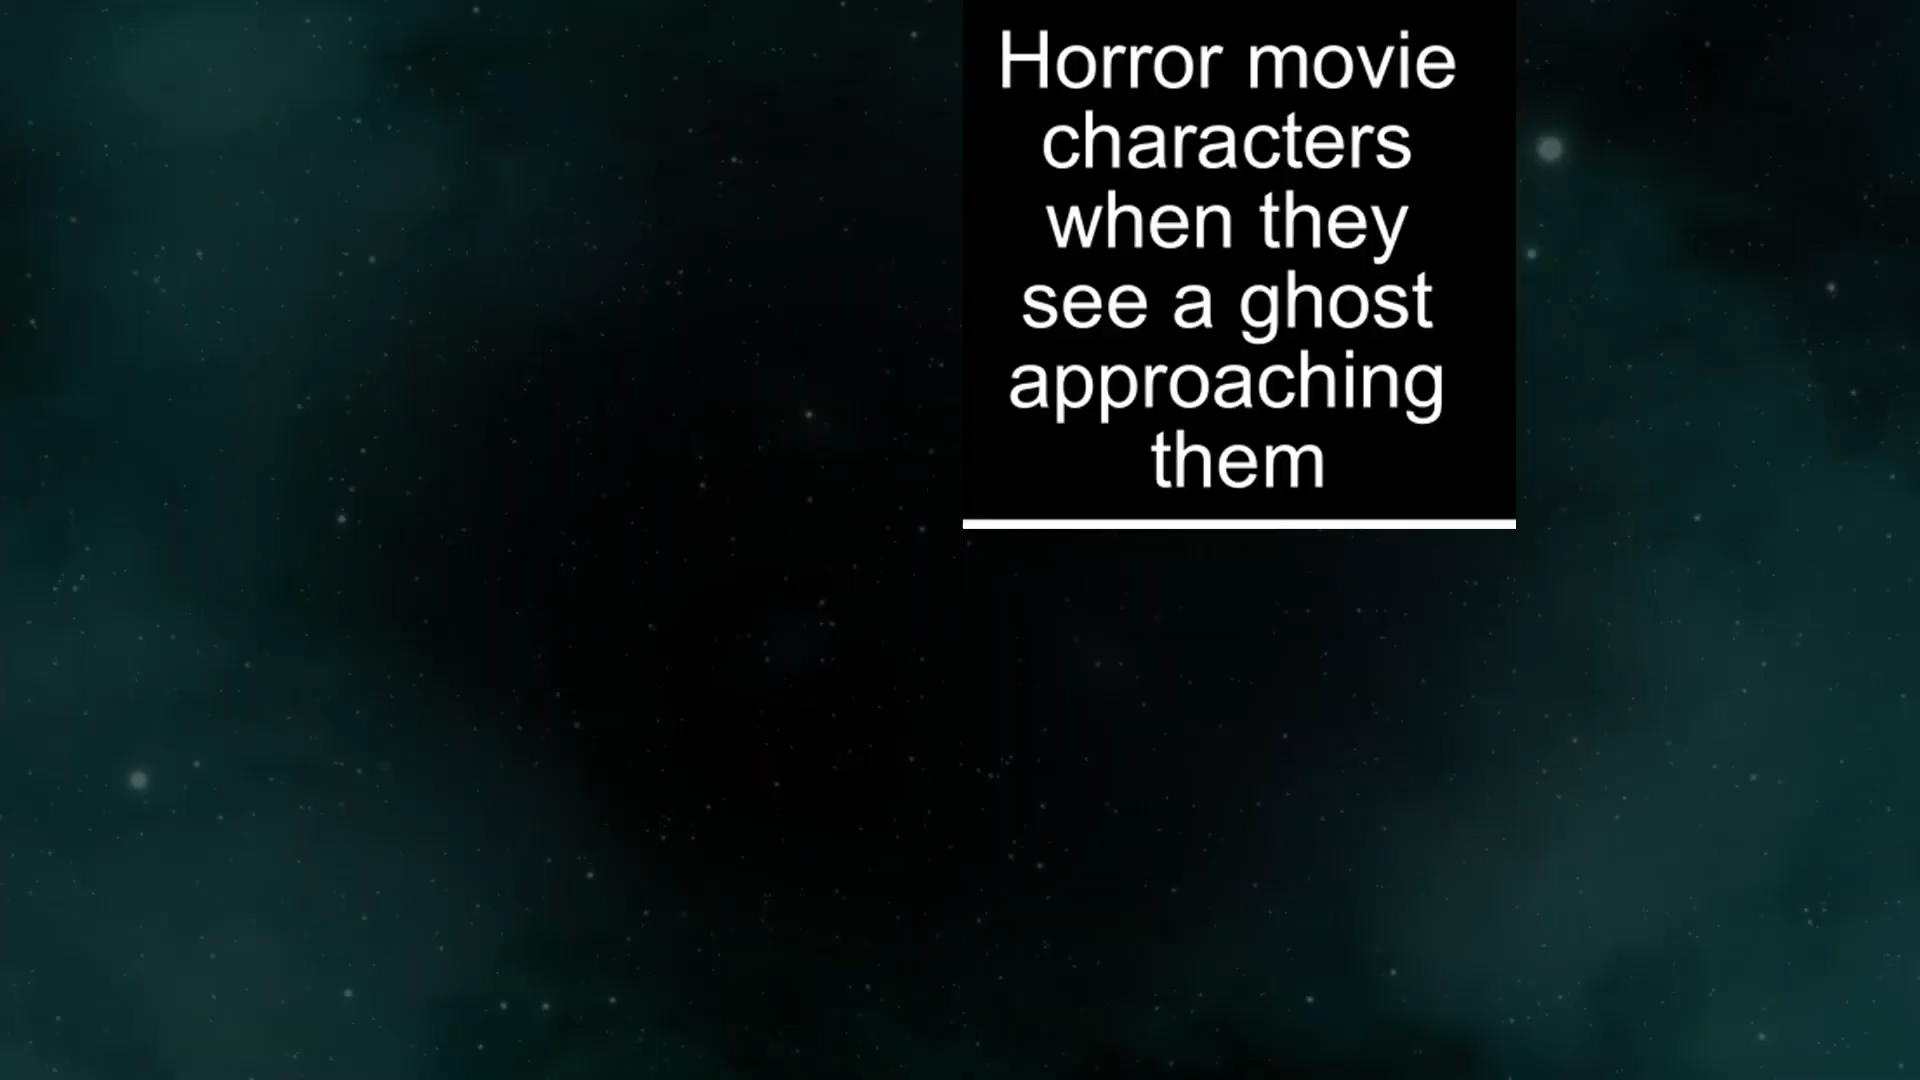 Horror movie
characters
when they
see a ghost
approaching
them